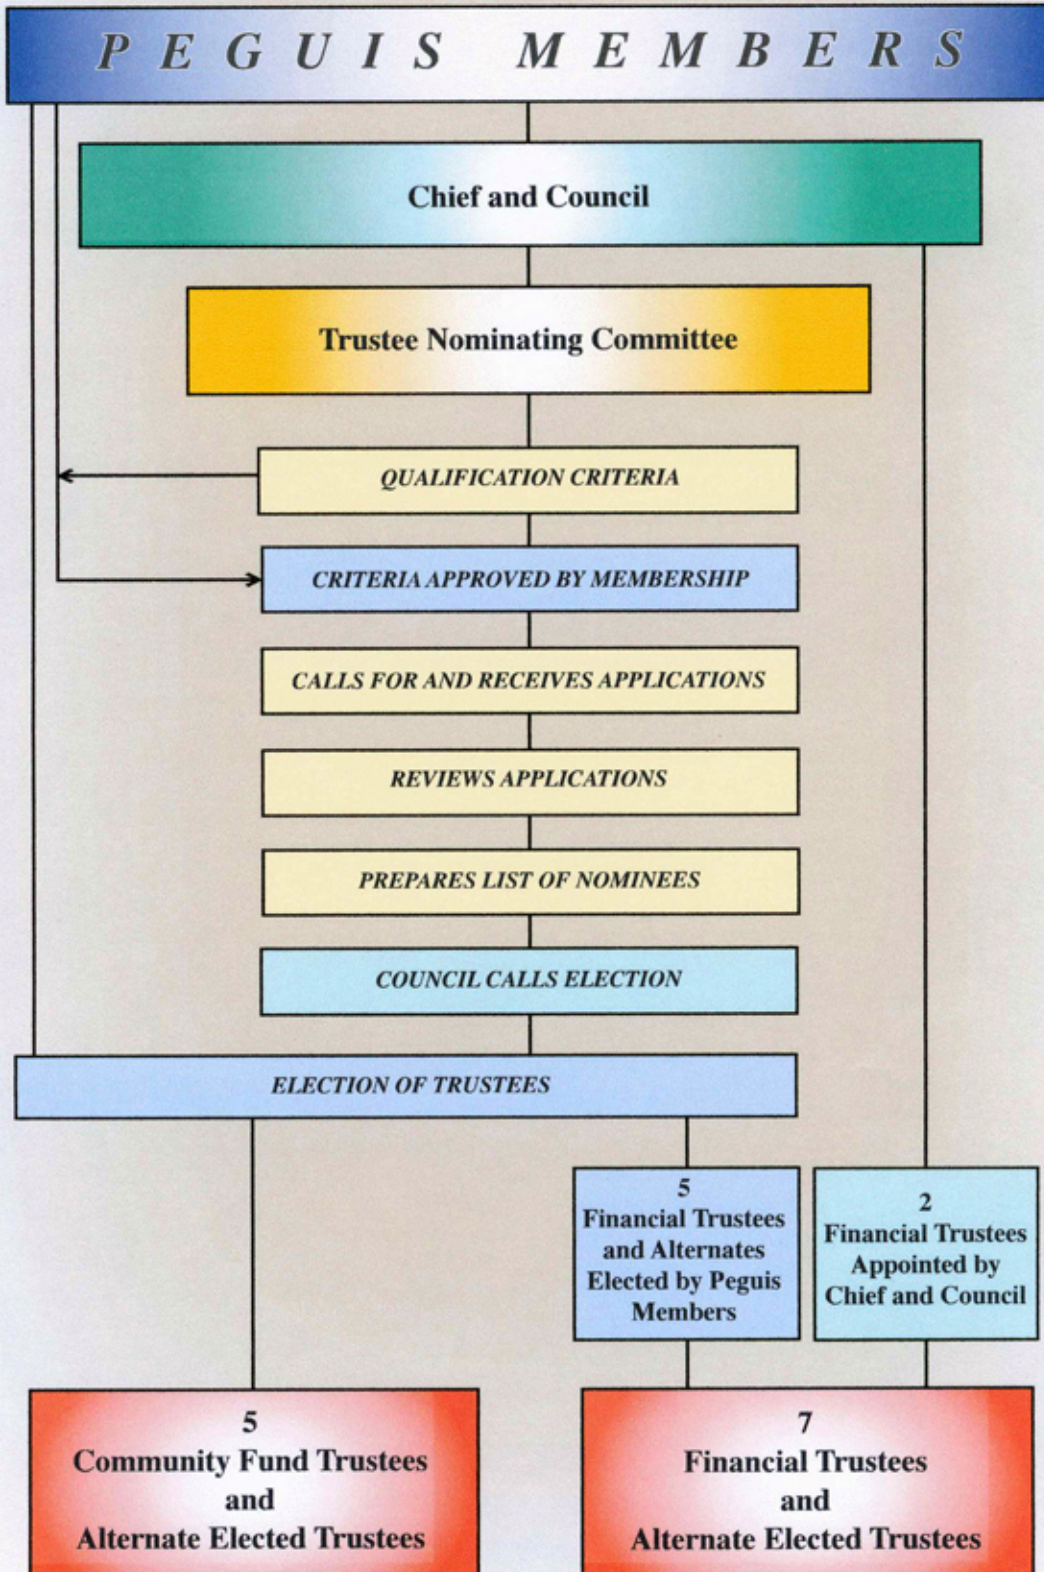 PEGUIS MEMBERS
Chief and Council
Trustee Nominating Committee
QUALIFICATION CRITERIA
CRITERIA APPROVED BY MEMBERSHIP
CALLS FOR AND RECEIVES APPLICATIONS
REVIEWS APPLICATIONS
PREPARES LIST OF NOMINEES
COUNCIL CALLS ELECTION
ELECTION OF TRUSTEES
5
Financial Trustees
and Alternates
Elected by Peguis
Members
2
Financial Trustees
Appointed by
Chief and Council
5
Community Fund Trustees
and
Alternate Elected Trustees
7
Financial Trustees
and
Alternate Elected Trustees